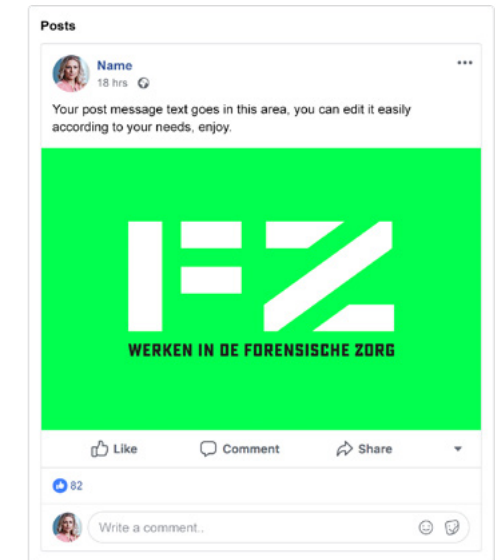 Posts
Name
18 hrs
Your post message text goes in this area, you can edit it easily
according to your needs, enjoy.
FZ
WERKEN IN DE FORENSISCHE ZORG
Like Comment Share
82
Write a comment..